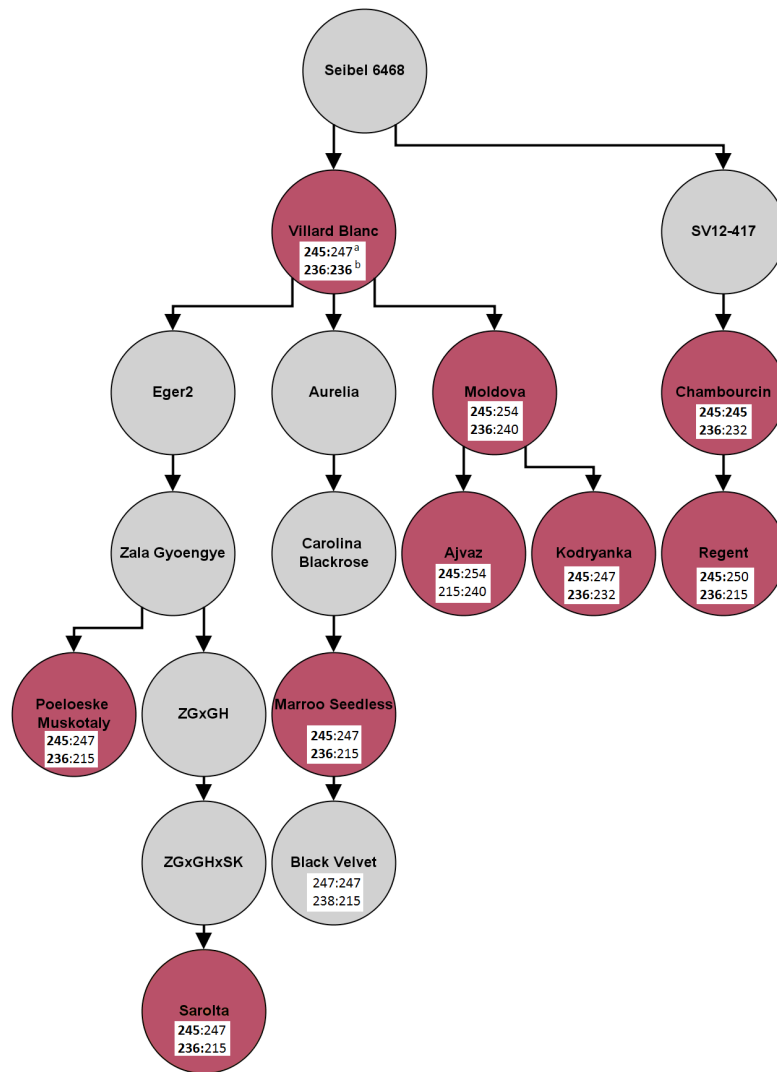 Seibel 6468
Villard Blanc
245:247 a
236:236 b
SV12-417
Eger2
Aurelia
Moldova
245:254
236:240
Chambourcin
245:245
236:232
Zala Gyoengye
Carolina
Blackrose
Ajvaz
245:254
215:240
Kodryanka
245:247
236:232
Regent
245:250
236:215
Poeloeske
Muskotaly
245:247
236:215
ZGxGH
Marroo Seedless
245:247
236:215
ZGxGHxSK
Black Velvet
247:247
238:215
Sarolta
245:247
236:215